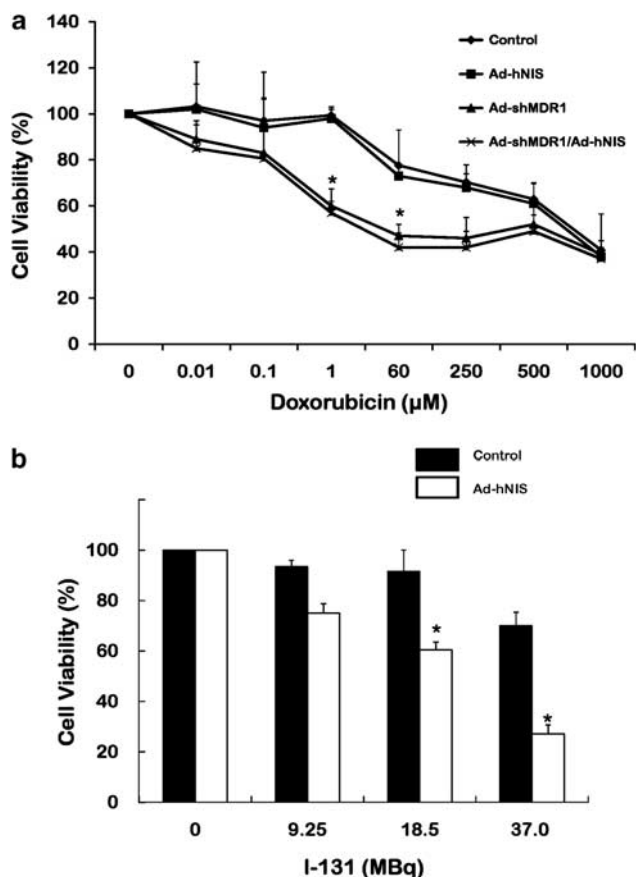 a
Control
Ad-hNIS
Ad-shMDR1
Ad-shMDR1/Ad-hNIS
Cell Viability (%)
140
120
100
80
60
40
20
0
*
*
0 0.01 0.1 1 60 250 500 1000
Doxorubicin (µM)
b
Control
Ad-hNIS
Cell Viability (%)
100
80
60
40
20
0
*
*
0 9.25 18.5 37.0
I-131 (MBq)